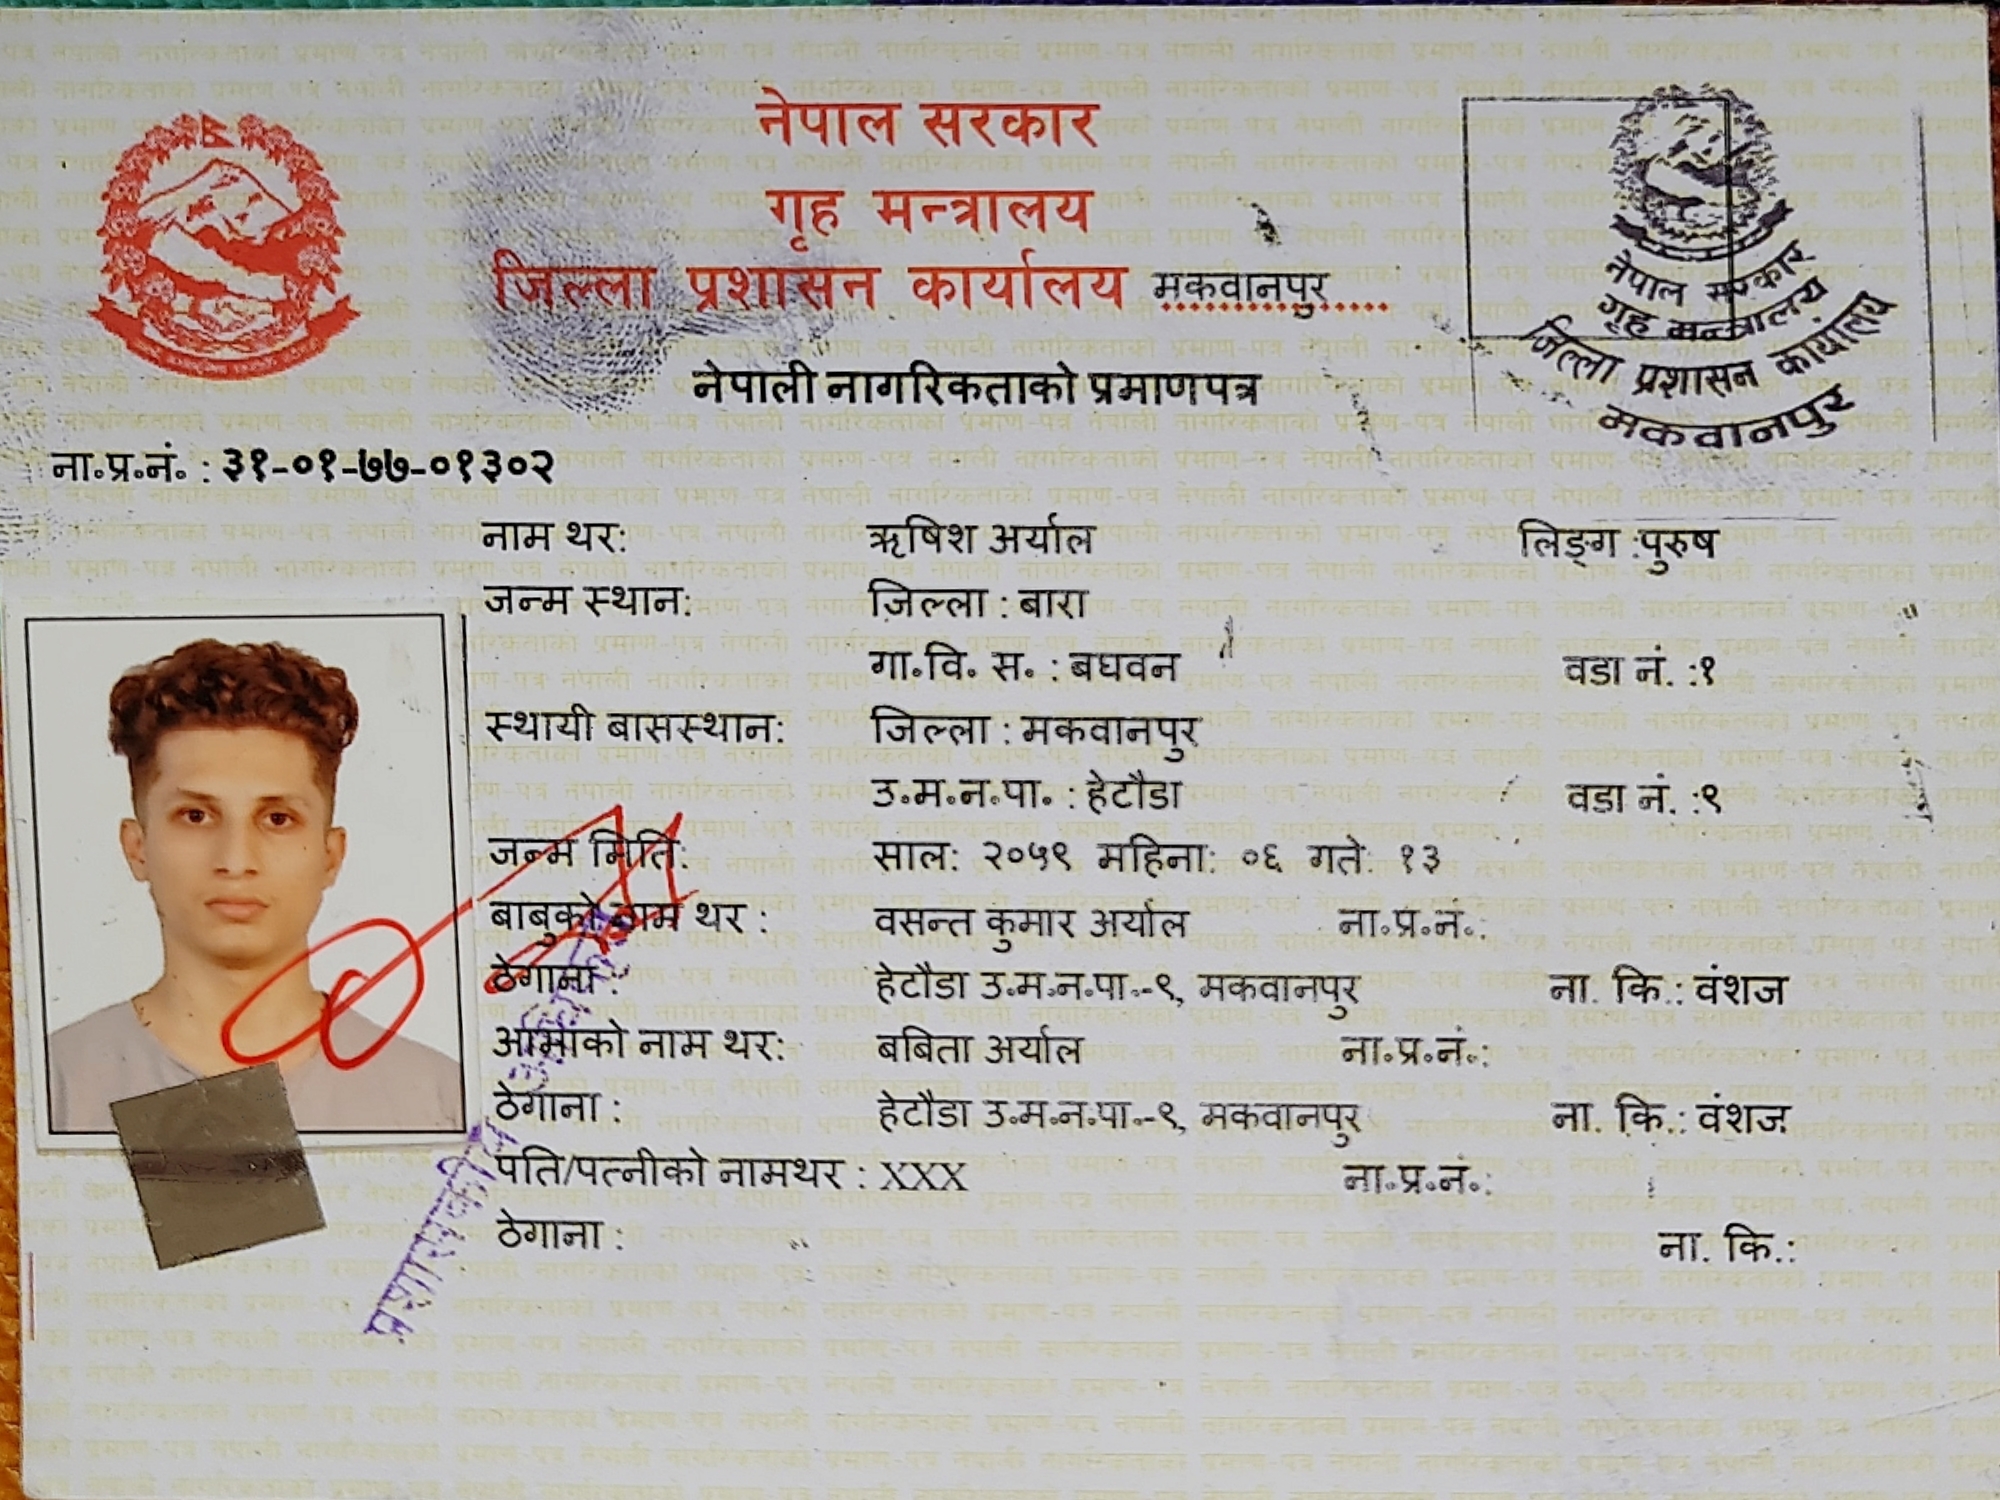 नेपाल सरकार
गृह मन्त्रालय
जिल्ला प्रशासन कार्यालय मकवानपुर
नेपाल सरकार
गृह मन्त्रालय
जिल्ला प्रशासन कार्यालय
मकवानपुर
नेपाली नागरिकताको प्रमाणपत्र
ना.प्र.नं. : ३१-०१-७७-०१३०२
नाम थर: ऋषिश अर्याल लिङ्ग :पुरुष
जन्म स्थान: जिल्ला : बारा
गा.वि. स. : बघवन वडा नं. :१
स्थायी बासस्थान: जिल्ला : मकवानपुर
उ.म.न.पा. : हेटौडा वडा नं. :९
जन्म मिति: साल: २०५९ महिना: ०६ गते: १३
बाबुको नाम थर : वसन्त कुमार अर्याल ना.प्र.नं.:
ठेगाना : हेटौडा उ.म.न.पा.-९, मकवानपुर ना. कि.: वंशज
आमाको नाम थर: बबिता अर्याल ना.प्र.नं.:
ठेगाना : हेटौडा उ.म.न.पा.-९, मकवानपुर ना. कि.: वंशज
पति/पत्नीको नामथर : XXX ना.प्र.नं.:
ठेगाना : ना. कि.:
प्रशासकीय